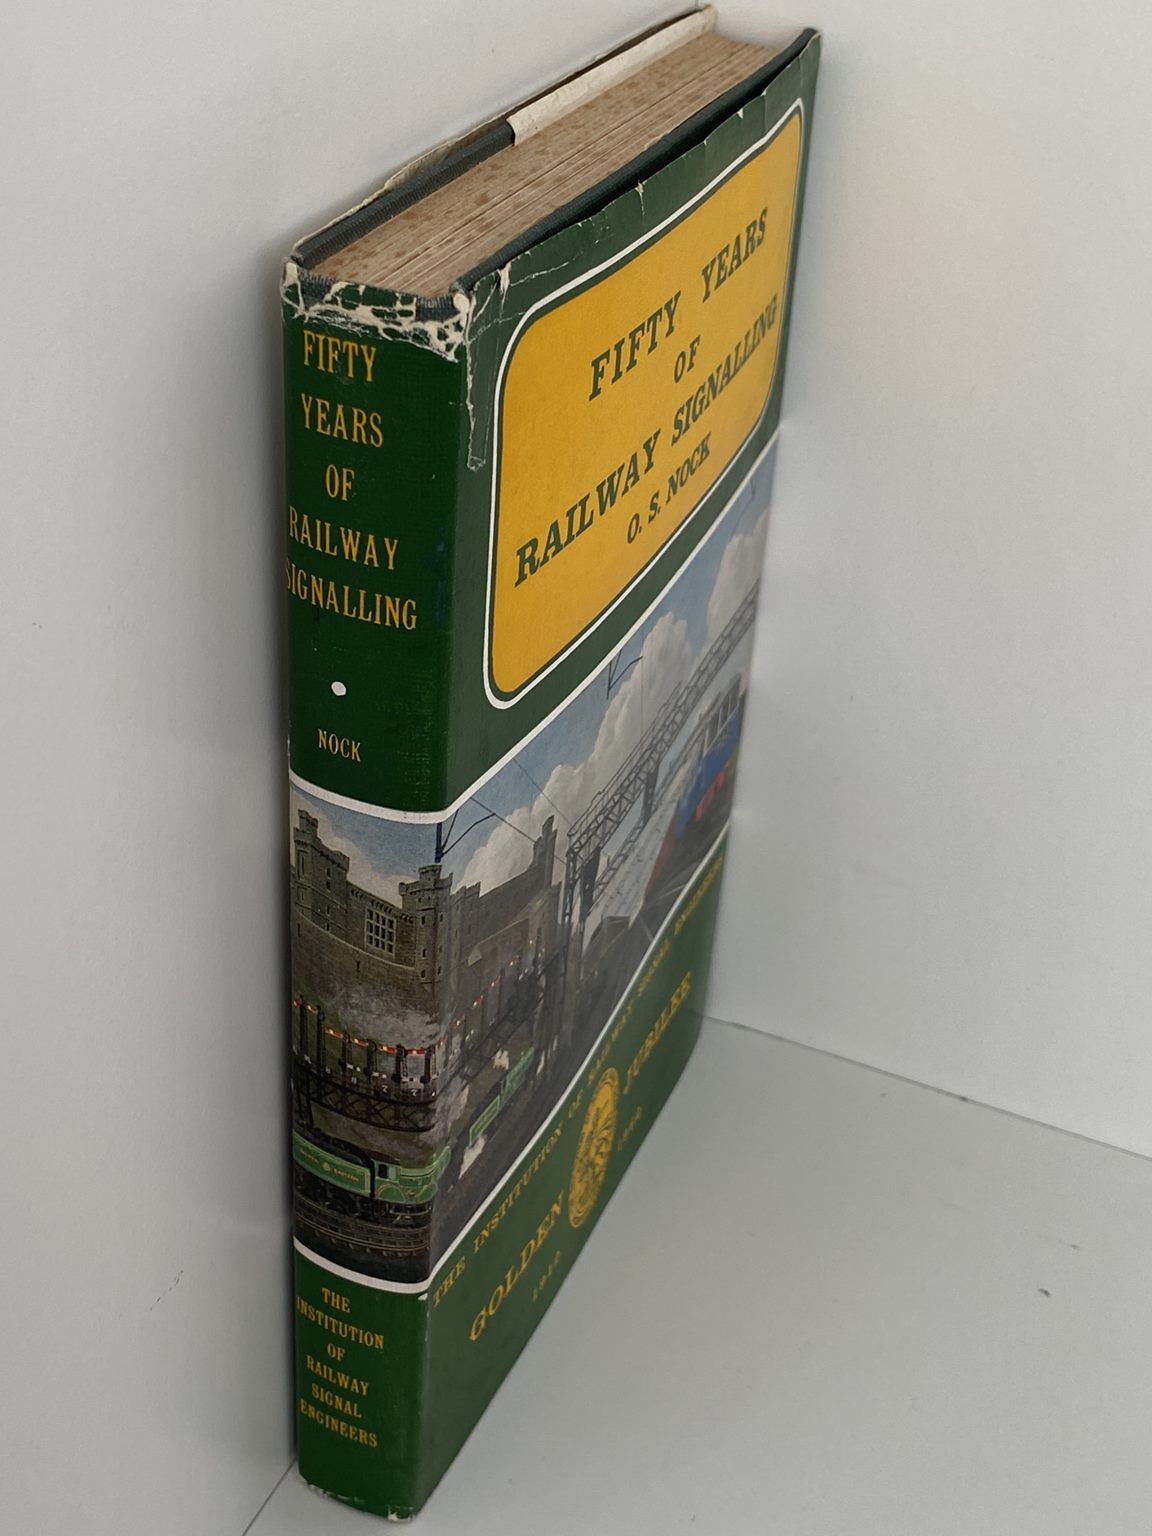 FIFTY
YEARS
OF
RAILWAY
SIGNALLING
NOCK
THE
INSTITUTION
OF
RAILWAY
SIGNAL
ENGINEERS
FIFTY YEARS
OF
RAILWAY SIGNALLING
O. S. NOCK
THE INSTITUTION OF RAILWAY SIGNAL ENGINEERS
GOLDEN JUBILEE
1912